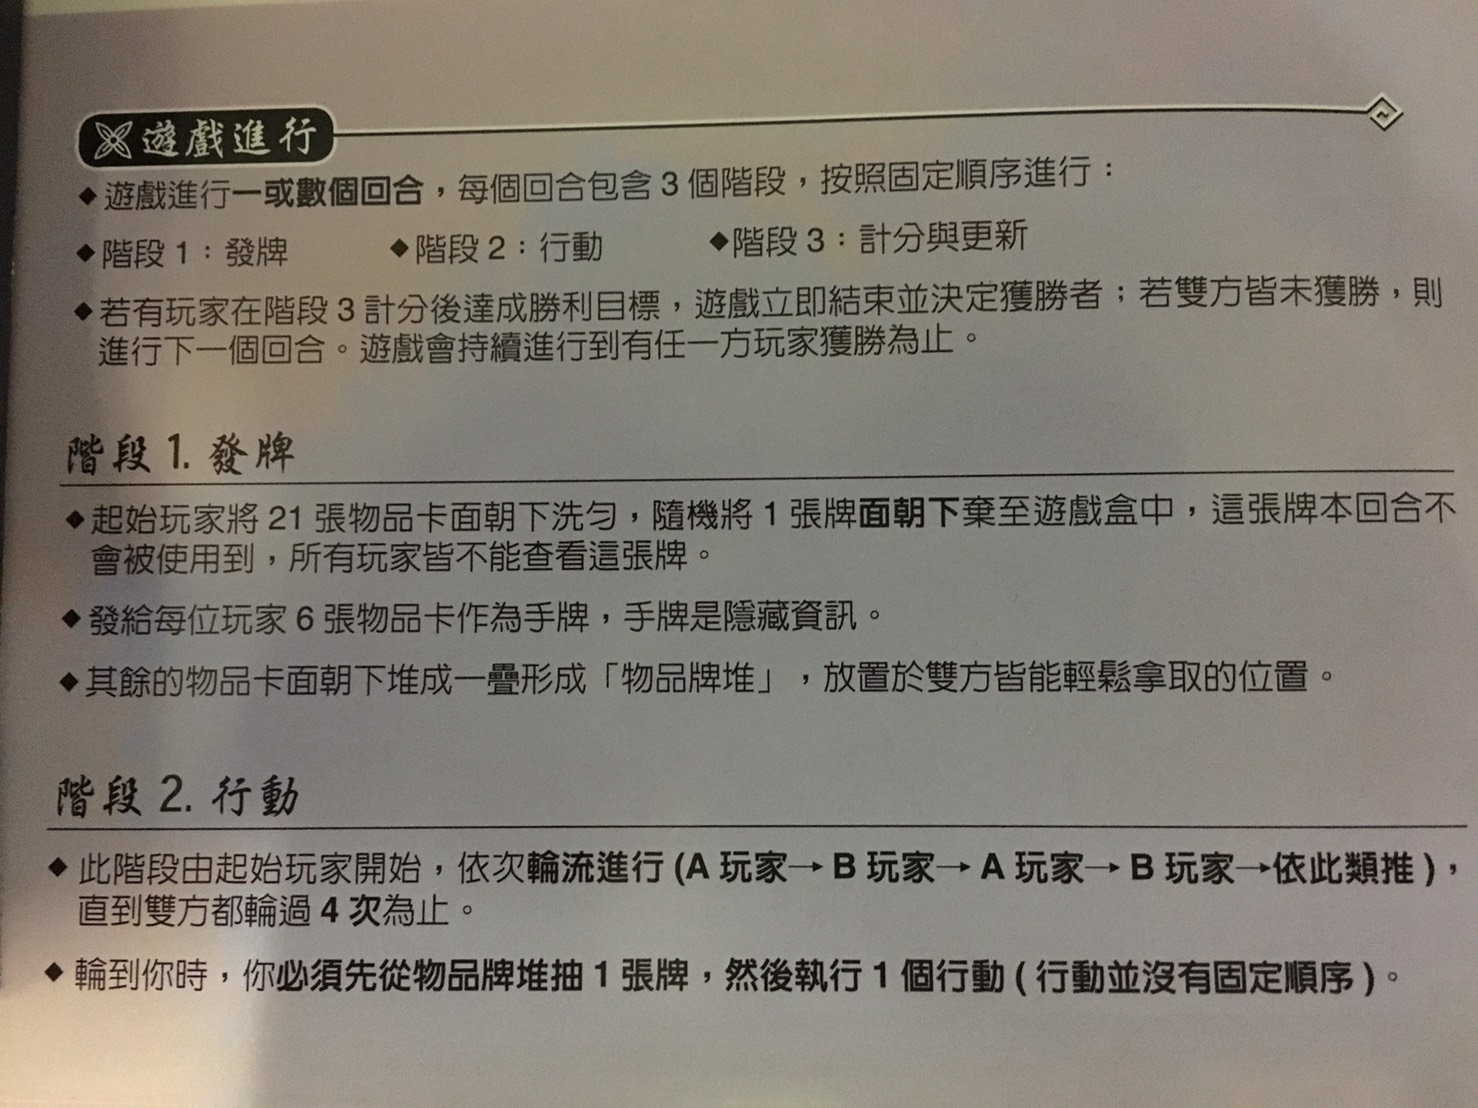 遊戲進行
◆遊戲進行一或數個回合，每個回合包含 3 個階段，按照固定順序進行：
◆階段 1：發牌 ◆階段 2：行動 ◆階段 3：計分與更新
◆若有玩家在階段 3 計分後達成勝利目標，遊戲立即結束並決定獲勝者；若雙方皆未獲勝，則
進行下一個回合。遊戲會持續進行到有任一方玩家獲勝為止。
階段 1. 發牌
◆起始玩家將 21 張物品卡面朝下洗勻，隨機將 1 張牌面朝下棄至遊戲盒中，這張牌本回合不
會被使用到，所有玩家皆不能查看這張牌。
◆發給每位玩家 6 張物品卡作為手牌，手牌是隱藏資訊。
◆其餘的物品卡面朝下堆成一疊形成「物品牌堆」，放置於雙方皆能輕鬆拿取的位置。
階段 2. 行動
◆ 此階段由起始玩家開始，依次輪流進行 (A 玩家→ B 玩家→ A 玩家→ B 玩家→依此類推 )，
直到雙方都輪過 4 次為止。
◆ 輪到你時，你必須先從物品牌堆抽 1 張牌，然後執行 1 個行動 ( 行動並沒有固定順序 )。